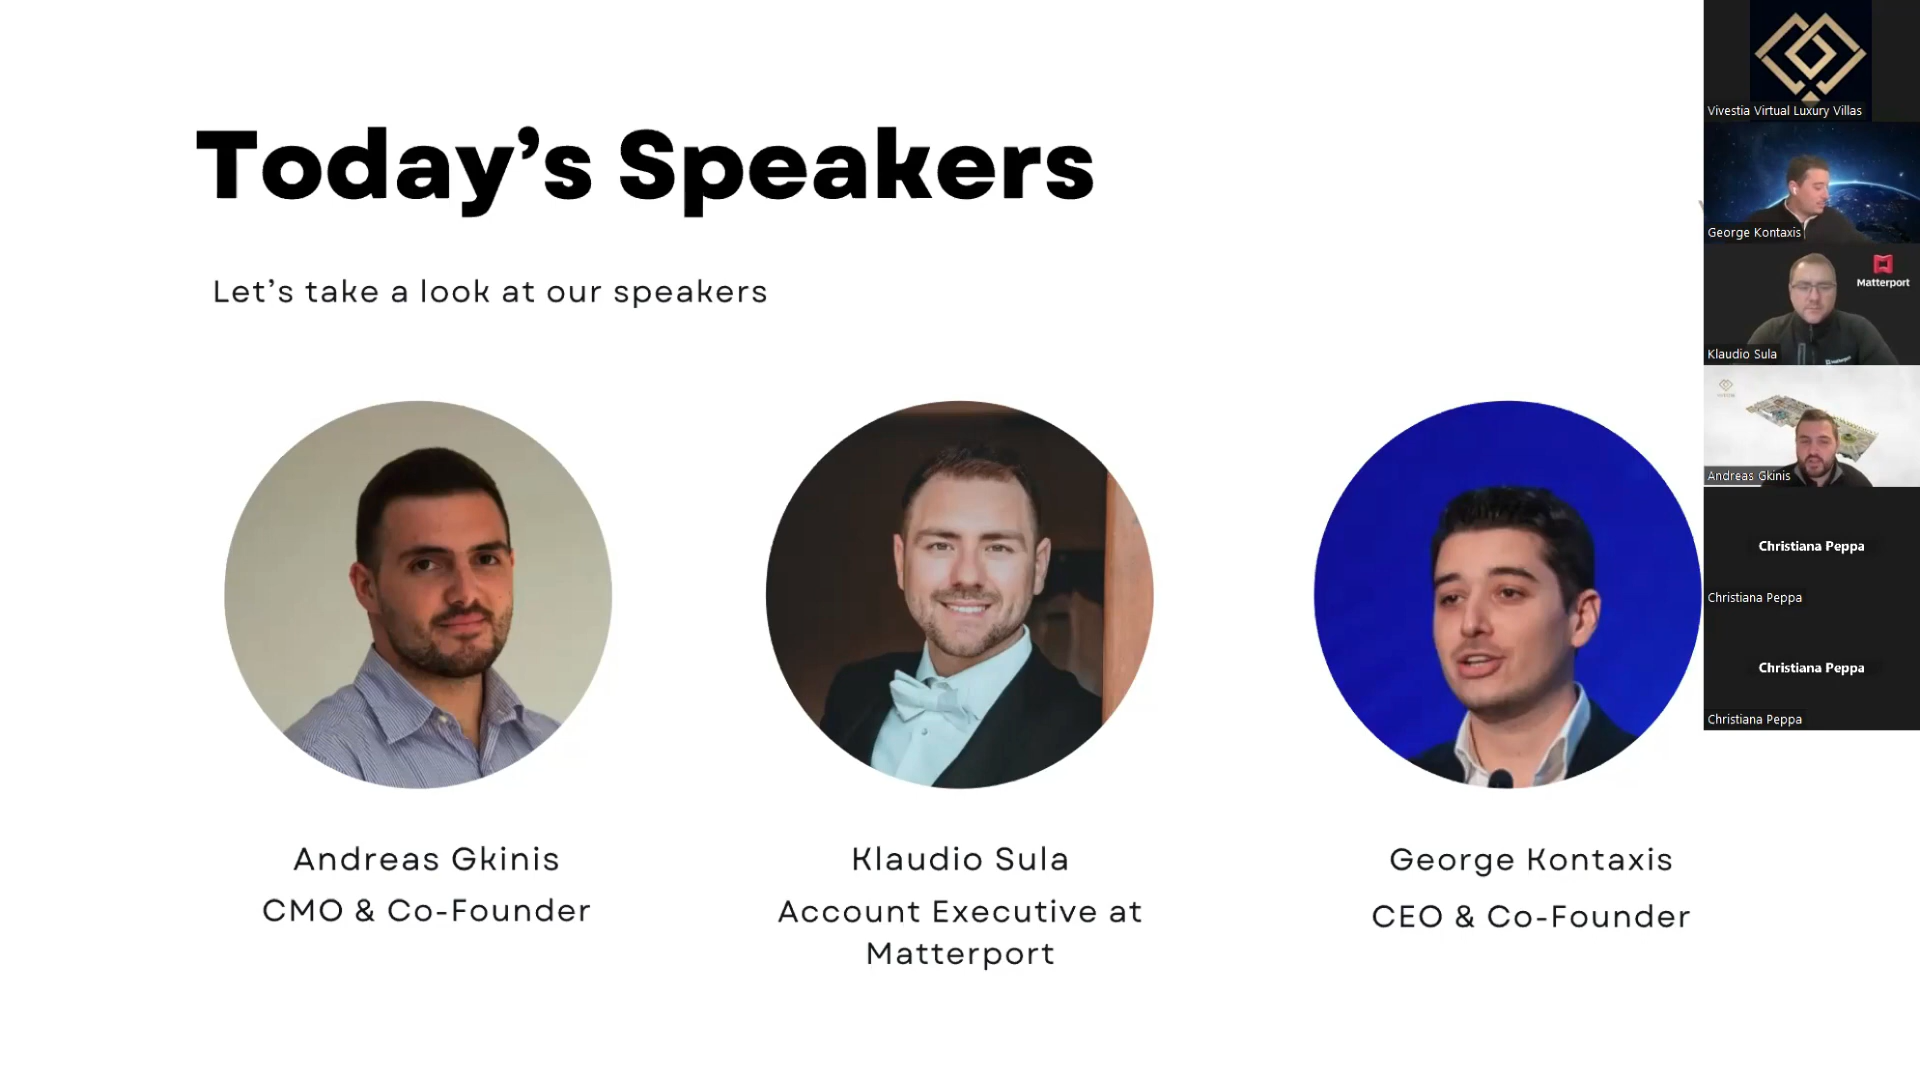 Today's Speakers
Let's take a look at our speakers
Andreas Gkinis
CMO & Co-Founder
Klaudio Sula
Account Executive at
Matterport
George Kontaxis
CEO & Co-Founder
Vivestia Virtual Luxury Villas
George Kontaxis
Matterport
Klaudio Sula
Andreas Gkinis
Christiana Peppa
Christiana Peppa
Christiana Peppa
Christiana Peppa